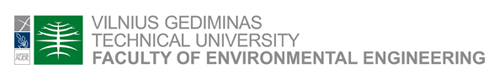 VILNIUS GEDIMINAS
TECHNICAL UNIVERSITY
FACULTY OF ENVIRONMENTAL ENGINEERING